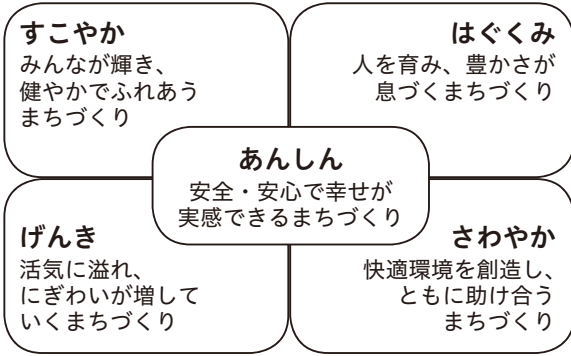 すこやか
みんなが輝き、
健やかでふれあう
まちづくり
はぐくみ
人を育み、豊かさが
息づくまちづくり
あんしん
安全・安心で幸せが
実感できるまちづくり
げんき
活気に溢れ、
にぎわいが増して
いくまちづくり
さわやか
快適環境を創造し、
ともに助け合う
まちづくり